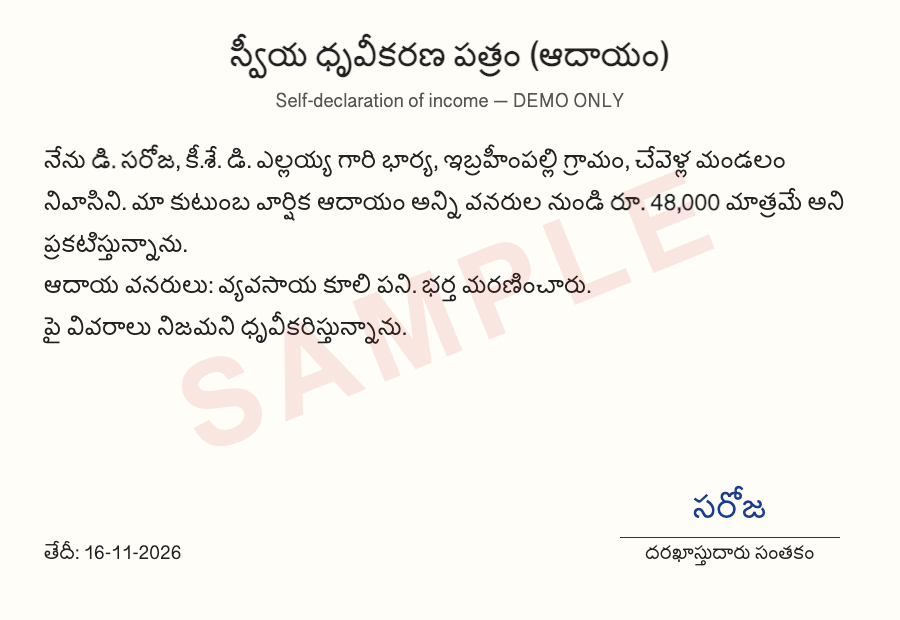 స్వీయ ధృవీకరణ పత్రం (ఆదాయం)
Self-declaration of income — DEMO ONLY
నేను డి. సరోజ, కీ.శే. డి. ఎల్లయ్య గారి భార్య, ఇబ్రహీంపల్లి గ్రామం, చేవెళ్ల మండలం
నివాసిని. మా కుటుంబ వార్షిక ఆదాయం అన్ని వనరుల నుండి రూ. 48,000 మాత్రమే అని
ప్రకటిస్తున్నాను.
ఆదాయ వనరులు: వ్యవసాయ కూలి పని. భర్త మరణించారు.
పై వివరాలు నిజమని ధృవీకరిస్తున్నాను.
SAMPLE
సరోజ
తేదీ: 16-11-2026
దరఖాస్తుదారు సంతకం